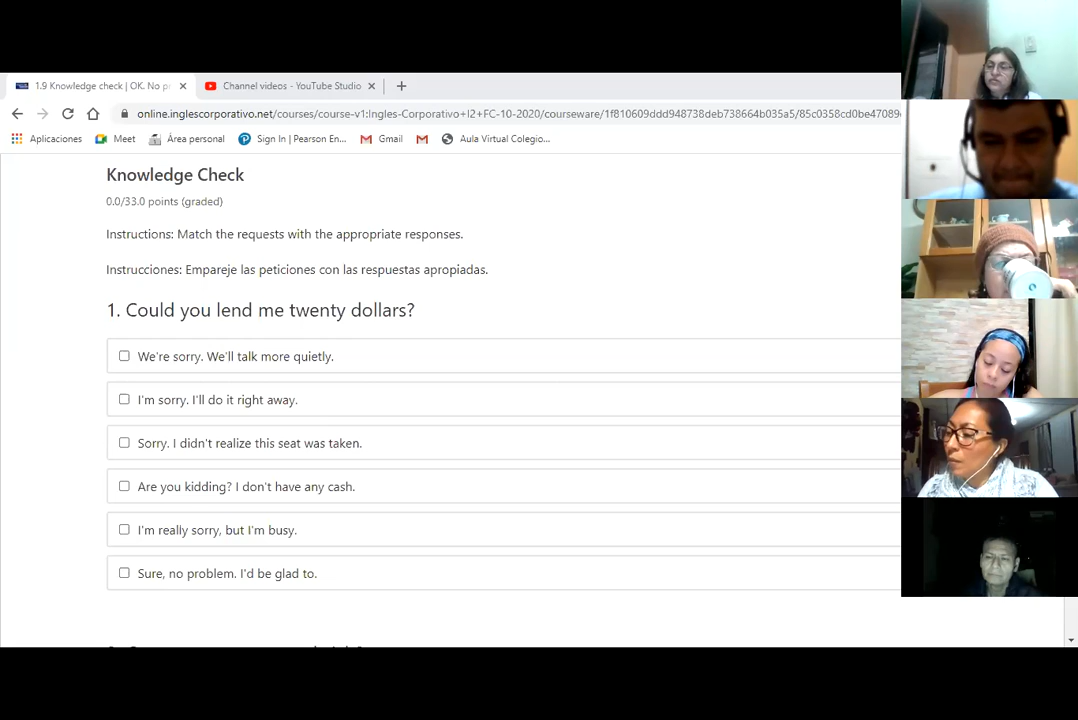 1.9 Knowledge check | OK. No pr
Channel videos - YouTube Studio
online.inglescorporativo.net/courses/course-v1:Ingles-Corporativo+I2+FC-10-2020/courseware/1f810609ddd948738deb738664b035a5/85c0358cd0be47089
Aplicaciones Meet Área personal Sign In | Pearson En... Gmail Aula Virtual Colegio...
Knowledge Check
0.0/33.0 points (graded)
Instructions: Match the requests with the appropriate responses.
Instrucciones: Empareje las peticiones con las respuestas apropiadas.
1. Could you lend me twenty dollars?
We're sorry. We'll talk more quietly.
I'm sorry. I'll do it right away.
Sorry. I didn't realize this seat was taken.
Are you kidding? I don't have any cash.
I'm really sorry, but I'm busy.
Sure, no problem. I'd be glad to.